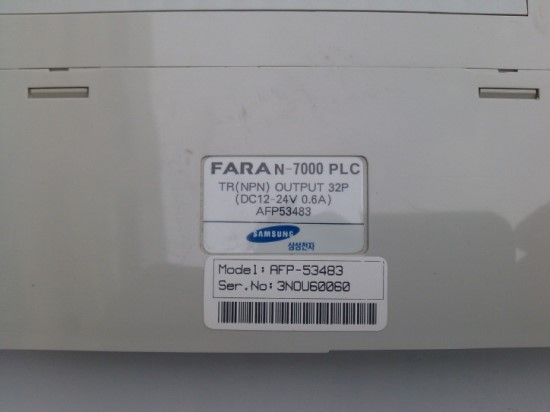 FARA N-7000 PLC
TR(NPN) OUTPUT 32P
(DC12-24V 0.6A)
AFP53483
SAMSUNG
삼성전자
Model: AFP-53483
Ser.No: 3NOU60060